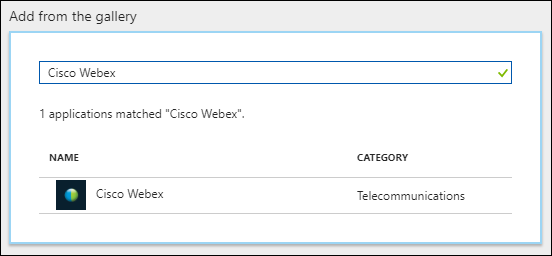 Add from the gallery
Cisco Webex
1 applications matched "Cisco Webex".
NAME CATEGORY
Cisco Webex Telecommunications